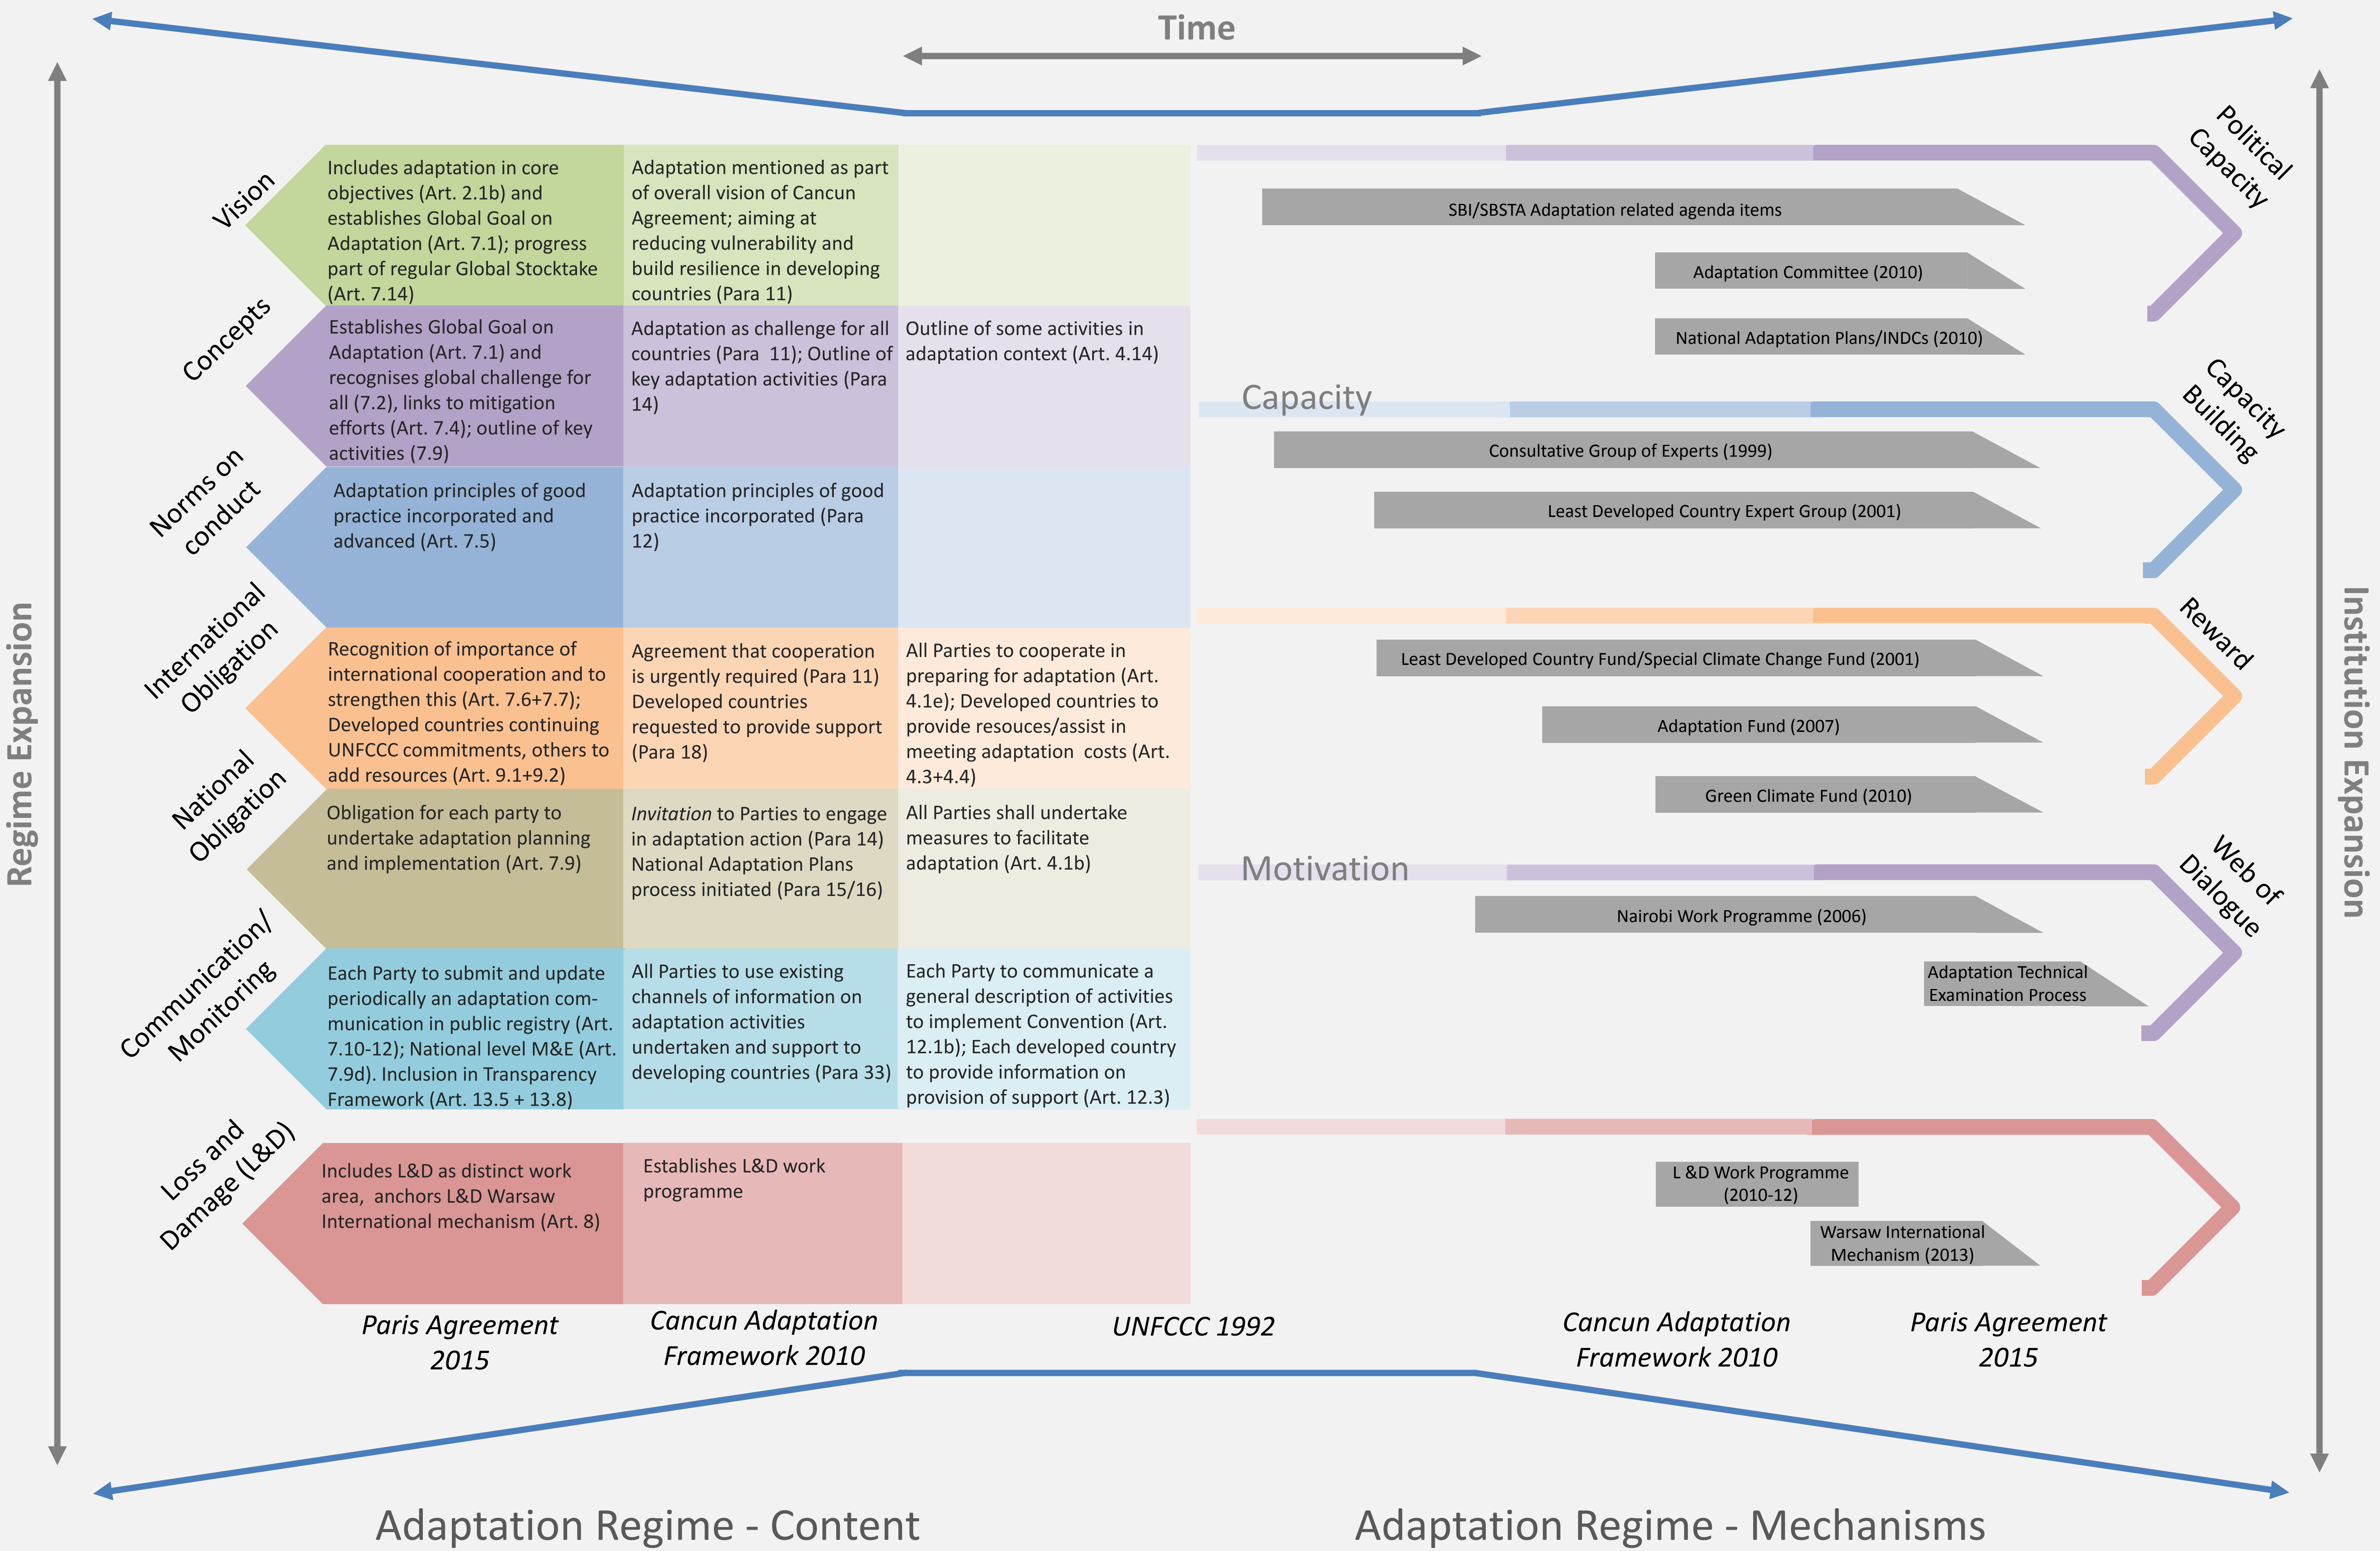 Time
Regime Expansion
Vision
Includes adaptation in core
objectives (Art. 2.1b) and
establishes Global Goal on
Adaptation (Art. 7.1); progress
part of regular Global Stocktake
(Art. 7.14)
Adaptation mentioned as part
of overall vision of Cancun
Agreement; aiming at
reducing vulnerability and
build resilience in developing
countries (Para 11)
Concepts
Establishes Global Goal on
Adaptation (Art. 7.1) and
recognises global challenge for
all (7.2), links to mitigation
efforts (Art. 7.4); outline of key
activities (7.9)
Adaptation as challenge for all
countries (Para 11); Outline of
key adaptation activities (Para
14)
Outline of some activities in
adaptation context (Art. 4.14)
Norms on
conduct
Adaptation principles of good
practice incorporated and
advanced (Art. 7.5)
Adaptation principles of good
practice incorporated (Para
12)
International
Obligation
Recognition of importance of
international cooperation and to
strengthen this (Art. 7.6+7.7);
Developed countries continuing
UNFCCC commitments, others to
add resources (Art. 9.1+9.2)
Agreement that cooperation
is urgently required (Para 11)
Developed countries
requested to provide support
(Para 18)
All Parties to cooperate in
preparing for adaptation (Art.
4.1e); Developed countries to
provide resouces/assist in
meeting adaptation costs (Art.
4.3+4.4)
National
Obligation
Obligation for each party to
undertake adaptation planning
and implementation (Art. 7.9)
Invitation to Parties to engage
in adaptation action (Para 14)
National Adaptation Plans
process initiated (Para 15/16)
All Parties shall undertake
measures to facilitate
adaptation (Art. 4.1b)
Communication/
Monitoring
Each Party to submit and update
periodically an adaptation com-
munication in public registry (Art.
7.10-12); National level M&E (Art.
7.9d). Inclusion in Transparency
Framework (Art. 13.5 + 13.8)
All Parties to use existing
channels of information on
adaptation activities
undertaken and support to
developing countries (Para 33)
Each Party to communicate a
general description of activities
to implement Convention (Art.
12.1b); Each developed country
to provide information on
provision of support (Art. 12.3)
Loss and
Damage (L&D)
Includes L&D as distinct work
area, anchors L&D Warsaw
International mechanism (Art. 8)
Establishes L&D work
programme
Political
Capacity
SBI/SBSTA Adaptation related agenda items
Adaptation Committee (2010)
National Adaptation Plans/INDCs (2010)
Capacity
Capacity
Building
Consultative Group of Experts (1999)
Least Developed Country Expert Group (2001)
Reward
Least Developed Country Fund/Special Climate Change Fund (2001)
Adaptation Fund (2007)
Green Climate Fund (2010)
Motivation
Web of
Dialogue
Nairobi Work Programme (2006)
Adaptation Technical
Examination Process
L &D Work Programme
(2010-12)
Warsaw International
Mechanism (2013)
Institution Expansion
Paris Agreement
2015
Cancun Adaptation
Framework 2010
UNFCCC 1992
Cancun Adaptation
Framework 2010
Paris Agreement
2015
Adaptation Regime - Content
Adaptation Regime - Mechanisms